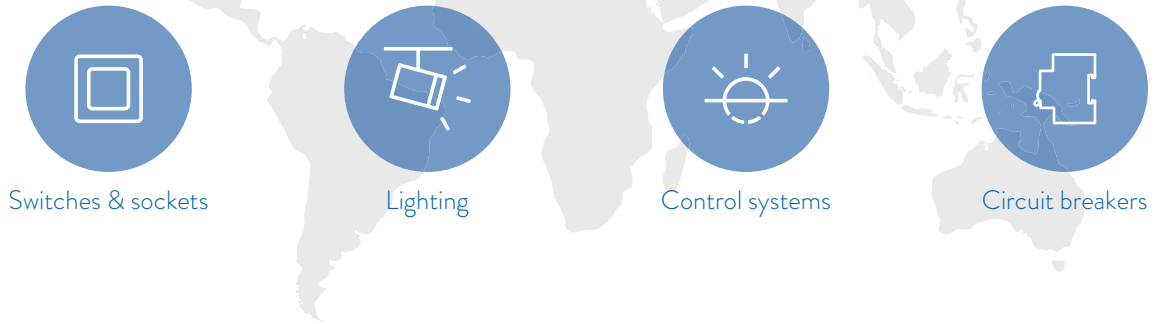 Switches & sockets
Lighting
Control systems
Circuit breakers